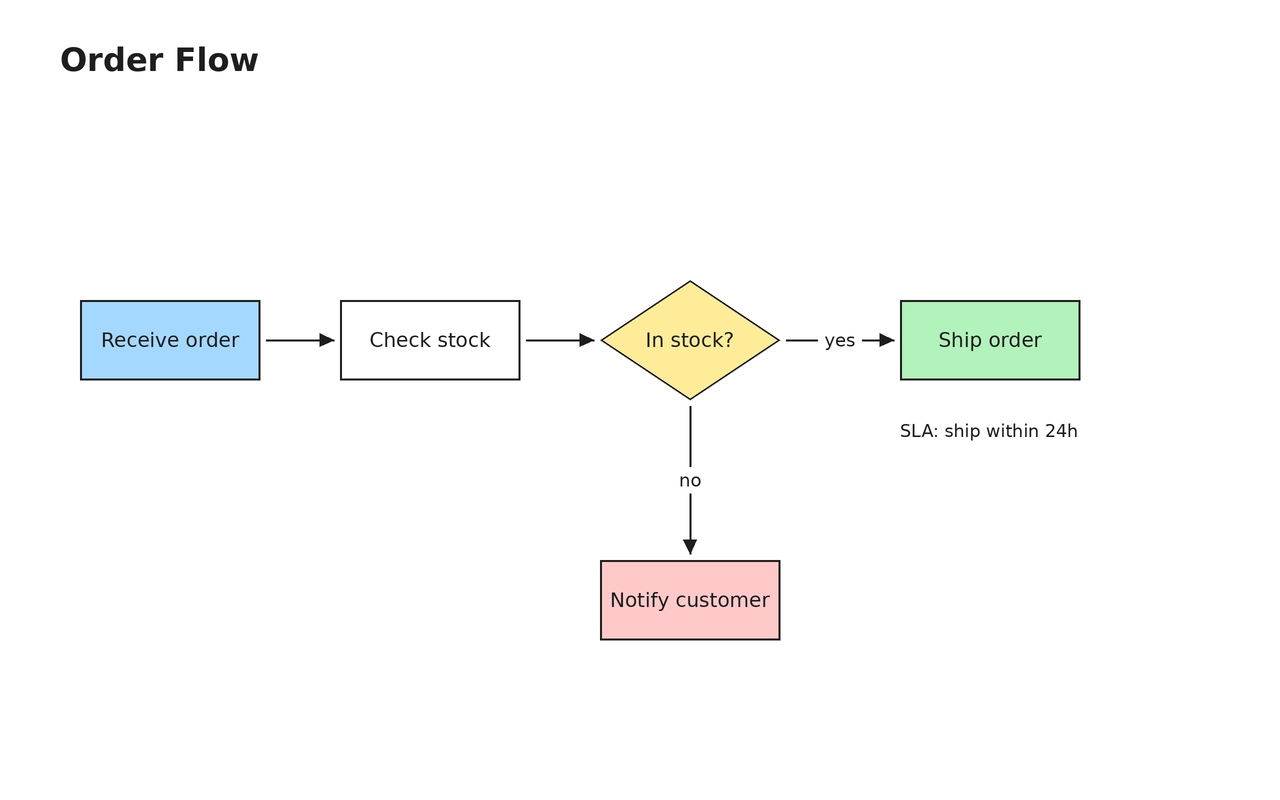 Order Flow
Receive order
Check stock
In stock?
yes
Ship order
SLA: ship within 24h
no
Notify customer